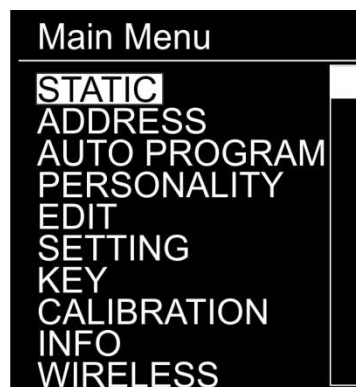 Main Menu
STATIC
ADDRESS
AUTO PROGRAM
PERSONALITY
EDIT
SETTING
KEY
CALIBRATION
INFO
WIRELESS